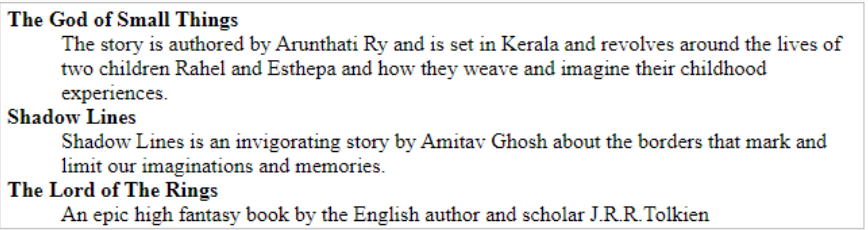 The God of Small Things
The story is authored by Arunthati Ry and is set in Kerala and revolves around the lives of
two children Rahel and Esthepa and how they weave and imagine their childhood
experiences.
Shadow Lines
Shadow Lines is an invigorating story by Amitav Ghosh about the borders that mark and
limit our imaginations and memories.
The Lord of The Rings
An epic high fantasy book by the English author and scholar J.R.R.Tolkien